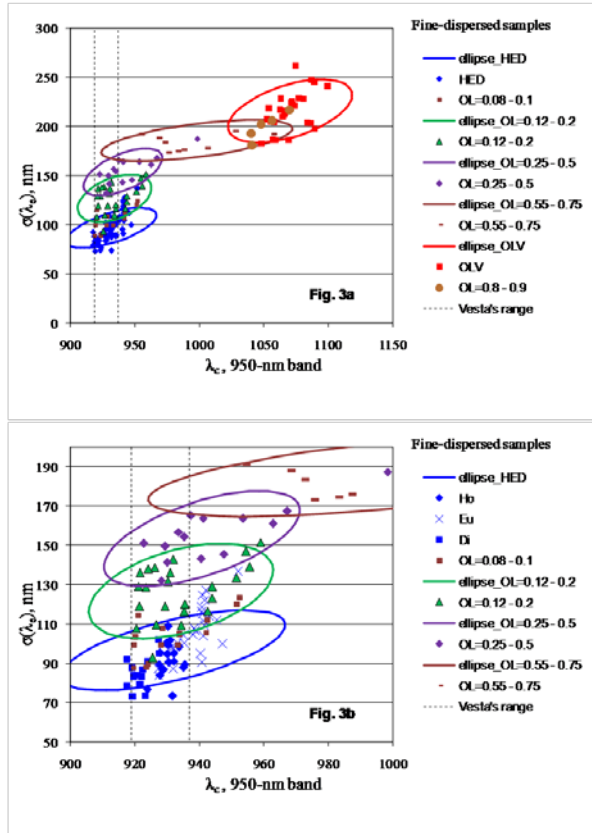 Fine-dispersed samples
300
250
200
150
100
50
0
σ(λc), nm
900 950 1000 1050 1100 1150
λc, 950-nm band
Fig. 3a
ellipse_HED
HED
OL=0.08 - 0.1
ellipse_OL=0.12 - 0.2
OL=0.12 - 0.2
ellipse_OL=0.25 - 0.5
OL=0.25 - 0.5
ellipse_OL=0.55 - 0.75
OL=0.55 - 0.75
ellipse_OLV
OLV
OL=0.8 - 0.9
Vesta's range
Fine-dispersed samples
190
170
150
130
110
90
70
50
σ(λc), nm
900 920 940 960 980 1000
λc, 950-nm band
Fig. 3b
ellipse_HED
Ho
Eu
Di
OL=0.08 - 0.1
ellipse_OL=0.12 - 0.2
OL=0.12 - 0.2
ellipse_OL=0.25 - 0.5
OL=0.25 - 0.5
ellipse_OL=0.55 - 0.75
OL=0.55 - 0.75
Vesta's range